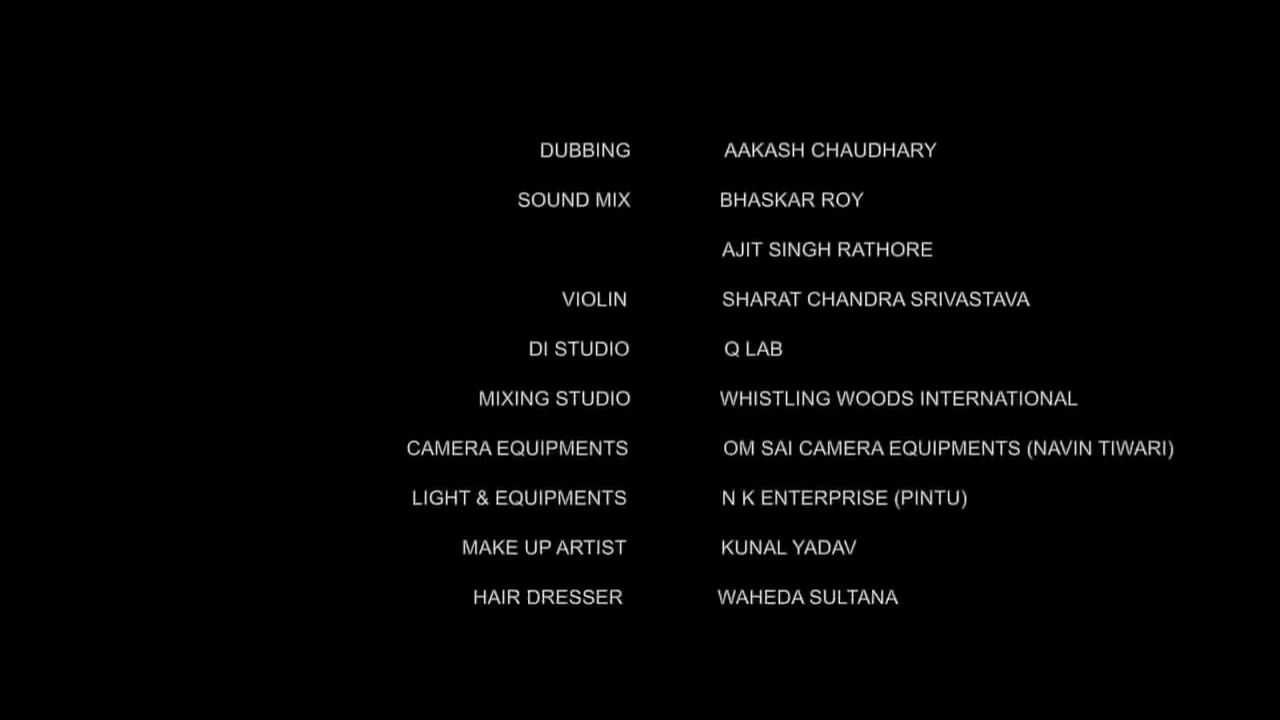 DUBBING AAKASH CHAUDHARY
SOUND MIX BHASKAR ROY
AJIT SINGH RATHORE
VIOLIN SHARAT CHANDRA SRIVASTAVA
DI STUDIO Q LAB
MIXING STUDIO WHISTLING WOODS INTERNATIONAL
CAMERA EQUIPMENTS OM SAI CAMERA EQUIPMENTS (NAVIN TIWARI)
LIGHT & EQUIPMENTS N K ENTERPRISE (PINTU)
MAKE UP ARTIST KUNAL YADAV
HAIR DRESSER WAHEDA SULTANA